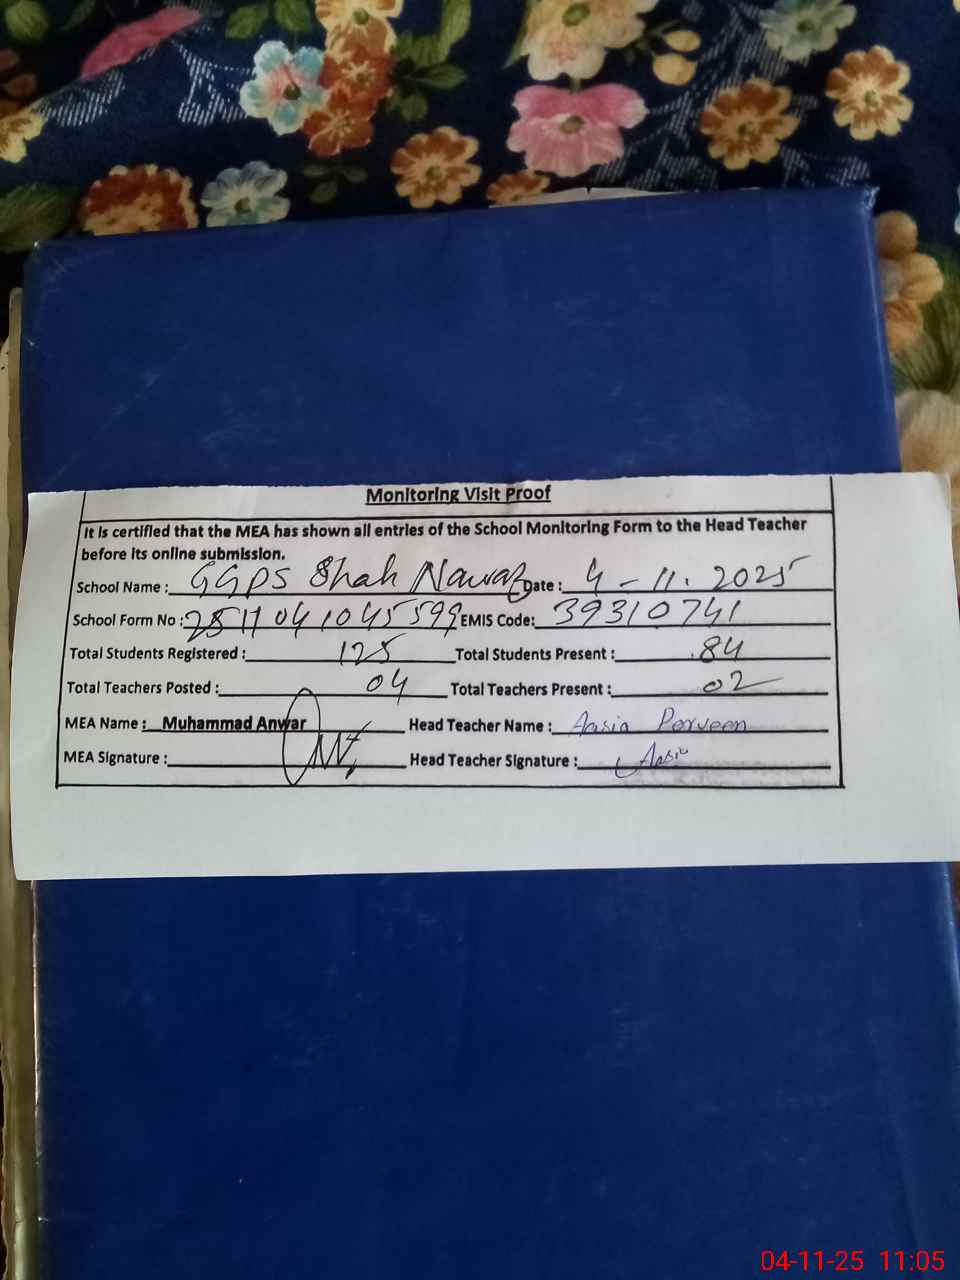 Monitoring Visit Proof
It is certified that the MEA has shown all entries of the School Monitoring Form to the Head Teacher
before its online submission.
School Name : GGPS Shah Nawaz Date : 4-11.2025
School Form No : 2511041045599 EMIS Code: 39310741
Total Students Registered : 125 Total Students Present : 84
Total Teachers Posted : 04 Total Teachers Present : 02
MEA Name : Muhammad Anwar Head Teacher Name : Aasia Perveen
MEA Signature : Head Teacher Signature : Aasia
04-11-25 11:05